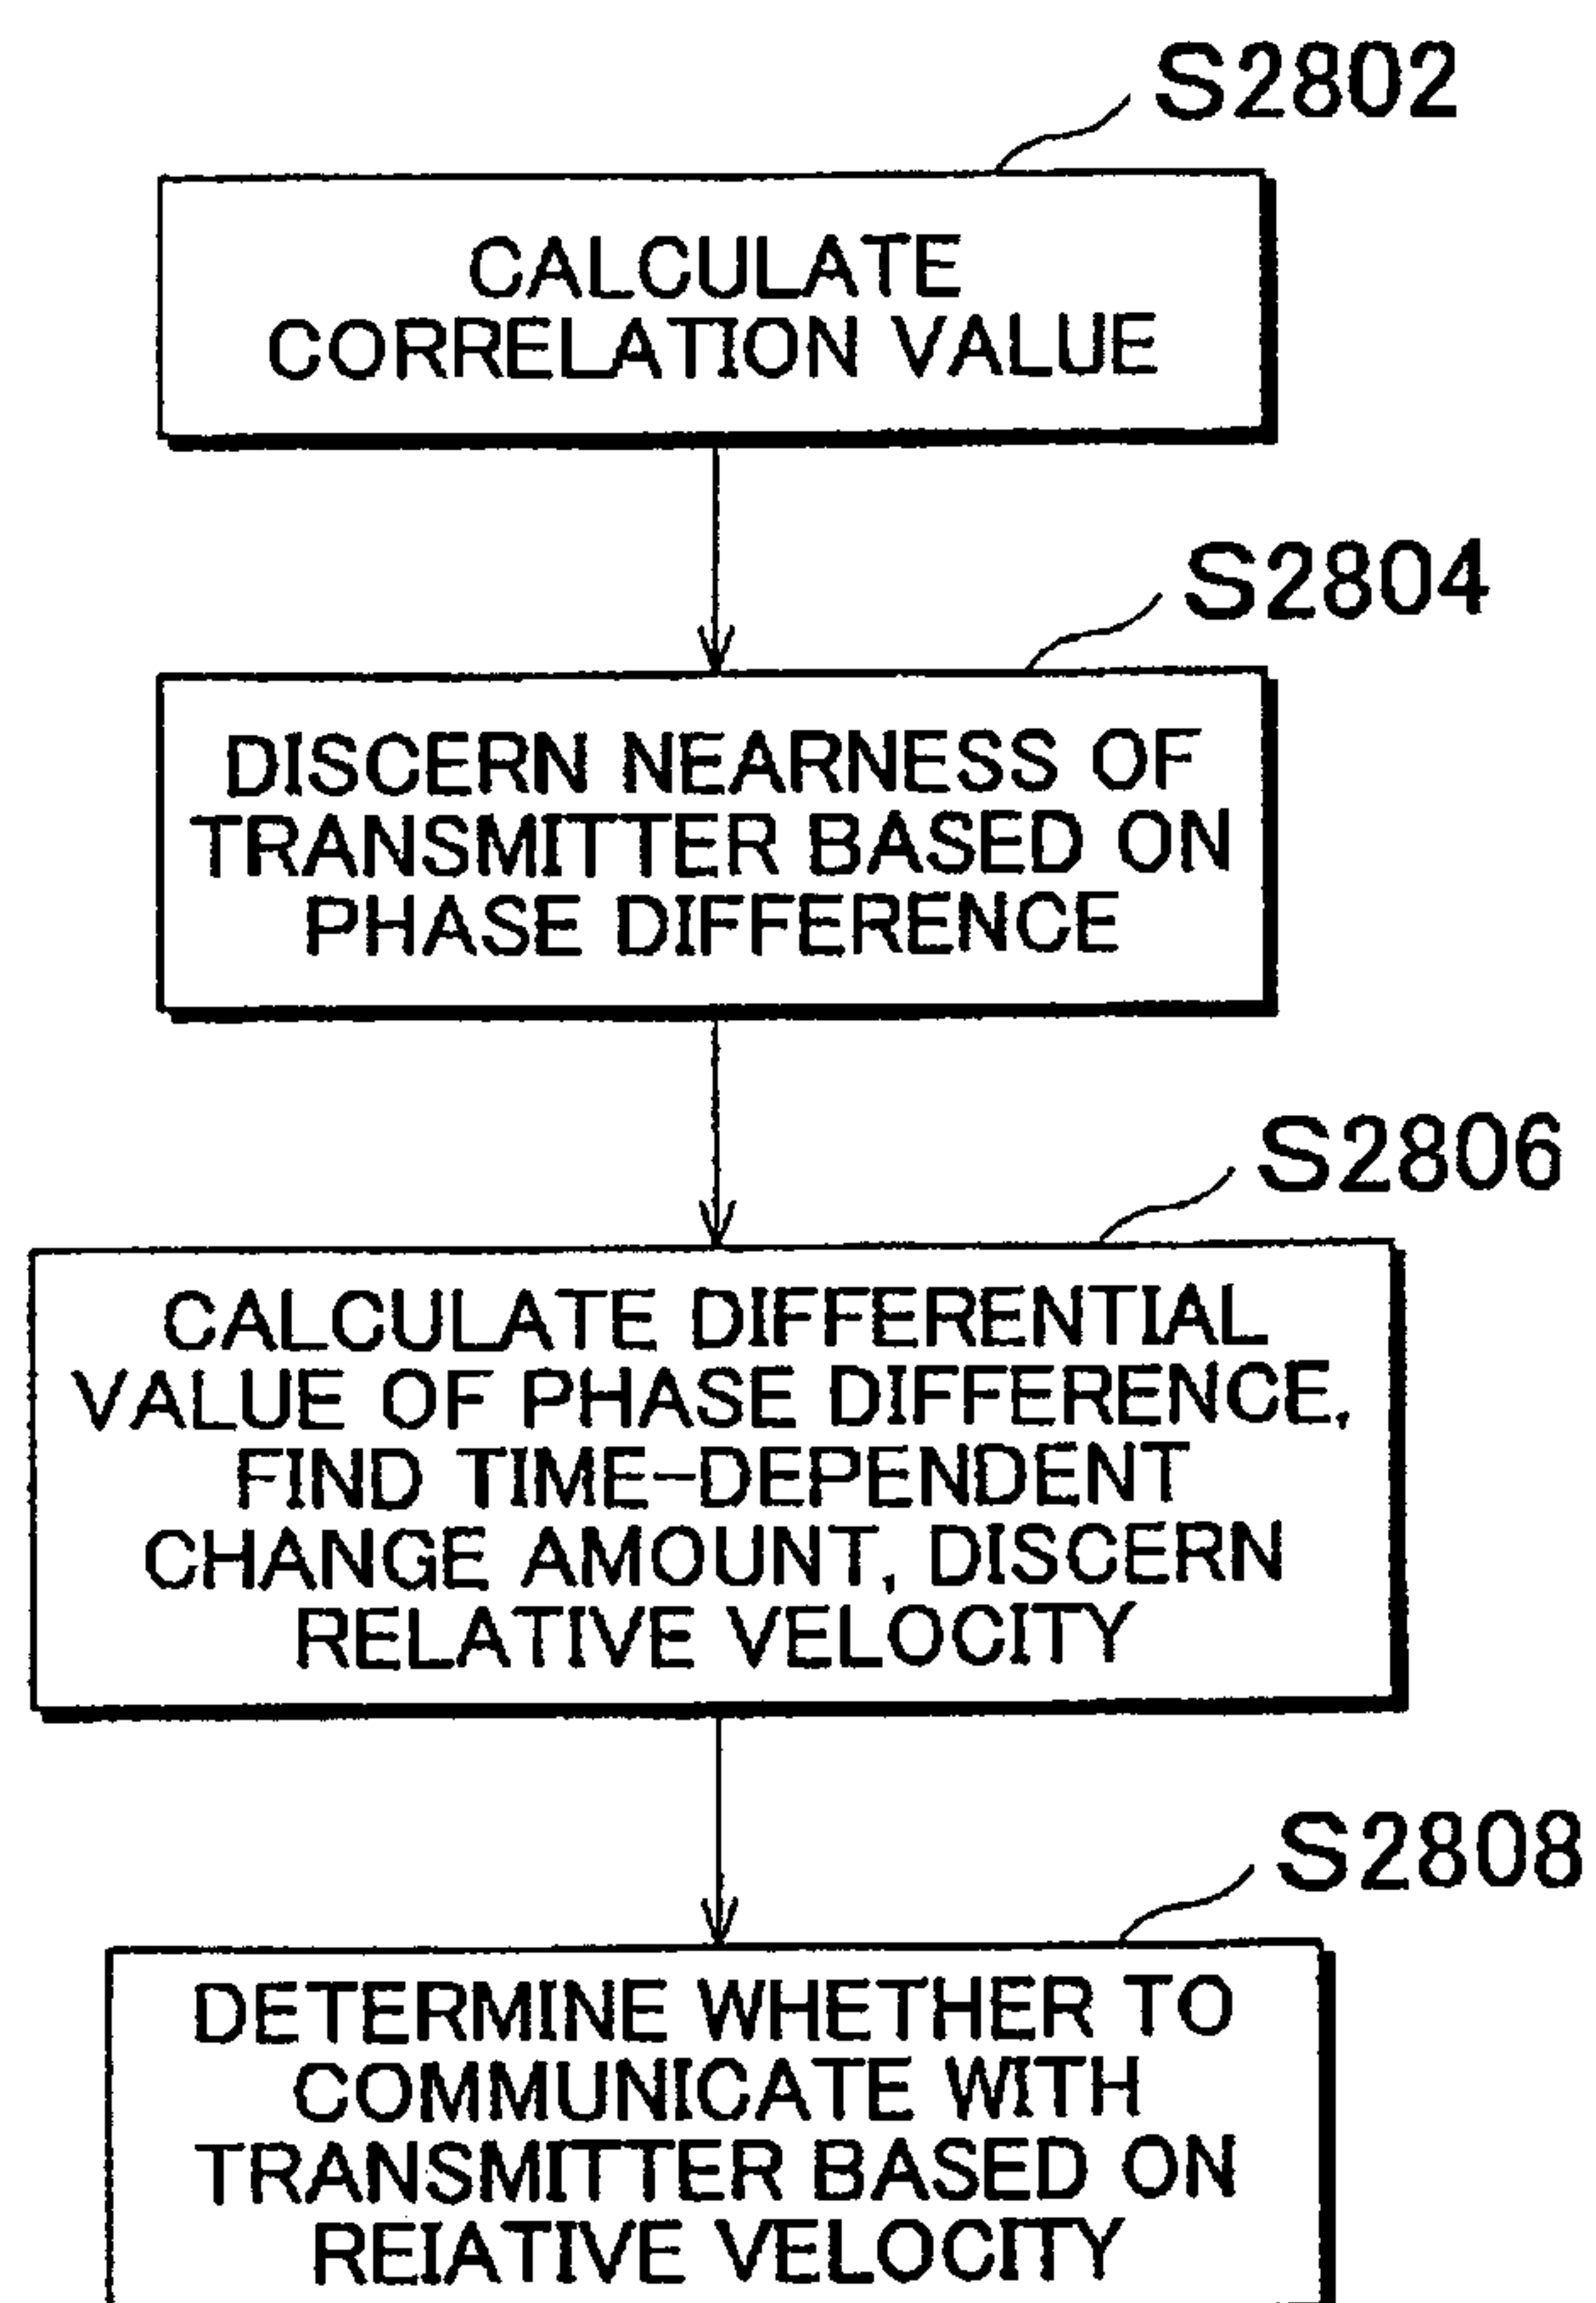 S2802
CALCULATE
CORRELATION VALUE
S2804
DISCERN NEARNESS OF
TRANSMITTER BASED ON
PHASE DIFFERENCE
S2806
CALCULATE DIFFERENTIAL
VALUE OF PHASE DIFFERENCE,
FIND TIME-DEPENDENT
CHANGE AMOUNT, DISCERN
RELATIVE VELOCITY
S2808
DETERMINE WHETHER TO
COMMUNICATE WITH
TRANSMITTER BASED ON
REIATIVE VELOCITY